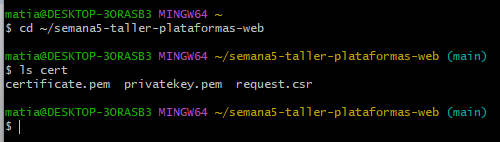 matia@DESKTOP-3ORASB3 MINGW64 ~
$ cd ~/semana5-taller-plataformas-web
matia@DESKTOP-3ORASB3 MINGW64 ~/semana5-taller-plataformas-web (main)
$ ls cert
certificate.pem  privatekey.pem  request.csr
matia@DESKTOP-3ORASB3 MINGW64 ~/semana5-taller-plataformas-web (main)
$